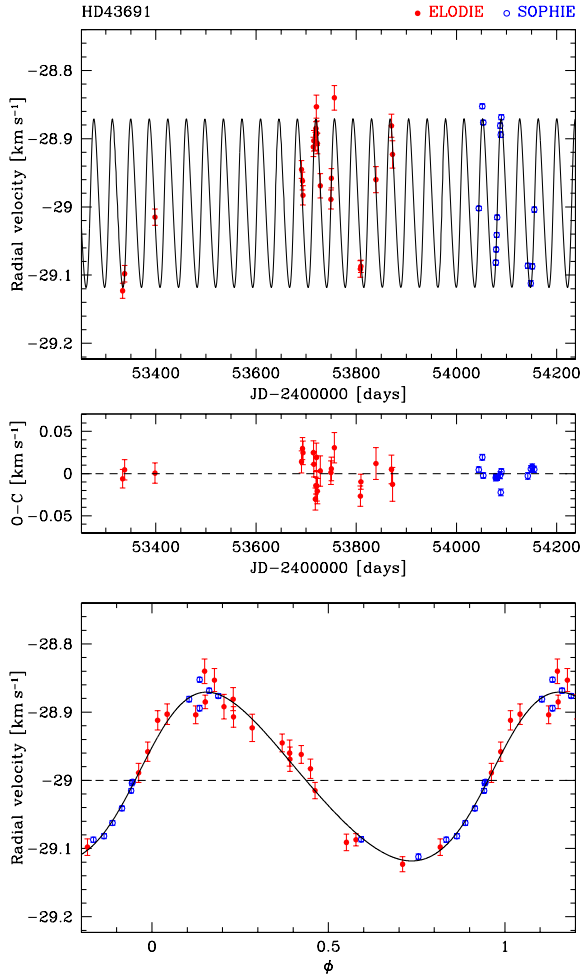 HD43691 ELODIE SOPHIE
−28.8
−28.9
−29
−29.1
−29.2
Radial velocity [km s⁻¹]
53400 53600 53800 54000 54200
JD−2400000 [days]
0.05
0
−0.05
O−C [km s⁻¹]
53400 53600 53800 54000 54200
JD−2400000 [days]
−28.8
−28.9
−29
−29.1
−29.2
Radial velocity [km s⁻¹]
0 0.5 1
ϕ